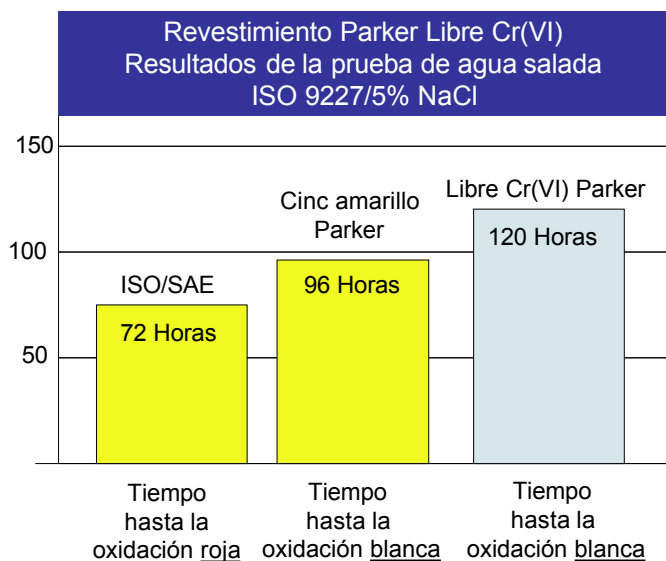 Revestimiento Parker Libre Cr(VI)
Resultados de la prueba de agua salada
ISO 9227/5% NaCl
150
100
50
ISO/SAE
72 Horas
Cinc amarillo
Parker
96 Horas
Libre Cr(VI) Parker
120 Horas
Tiempo
hasta la
oxidación roja
Tiempo
hasta la
oxidación blanca
Tiempo
hasta la
oxidación blanca